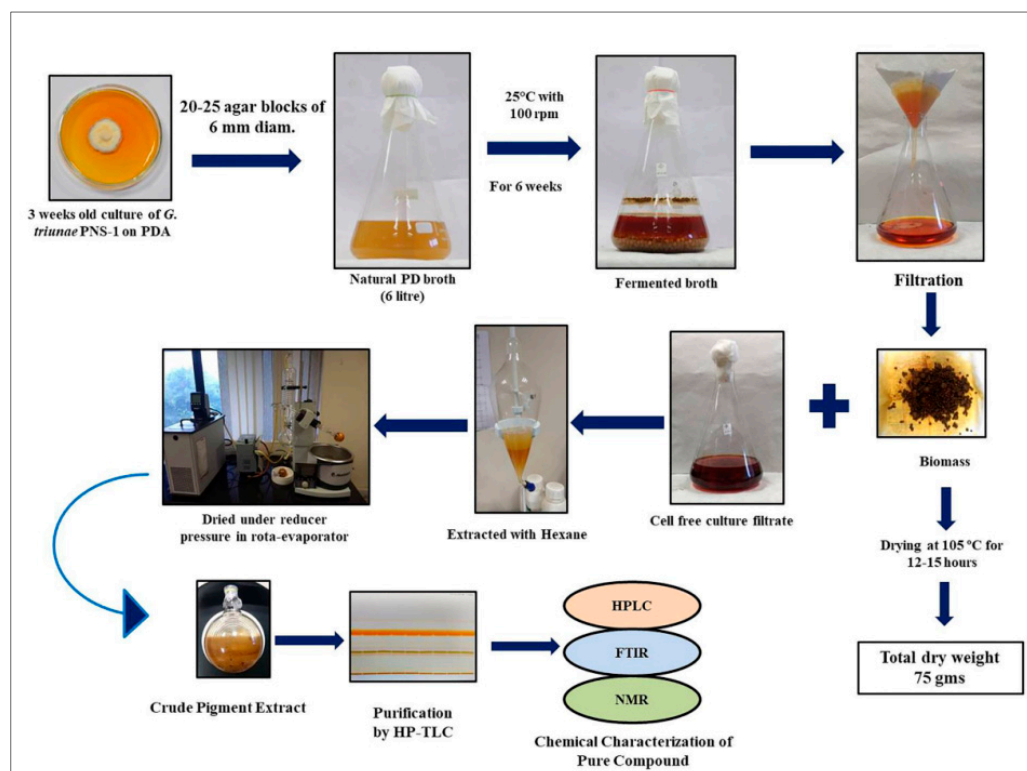 3 weeks old culture of G.
triunae PNS-1 on PDA
20-25 agar blocks of
6 mm diam.
Natural PD broth
(6 litre)
25°C with
100 rpm
For 6 weeks
Fermented broth
Filtration
Biomass
Drying at 105 °C for
12-15 hours
Total dry weight
75 gms
Cell free culture filtrate
Extracted with Hexane
Dried under reducer
pressure in rota-evaporator
Crude Pigment Extract
Purification
by HP-TLC
HPLC
FTIR
NMR
Chemical Characterization of
Pure Compound